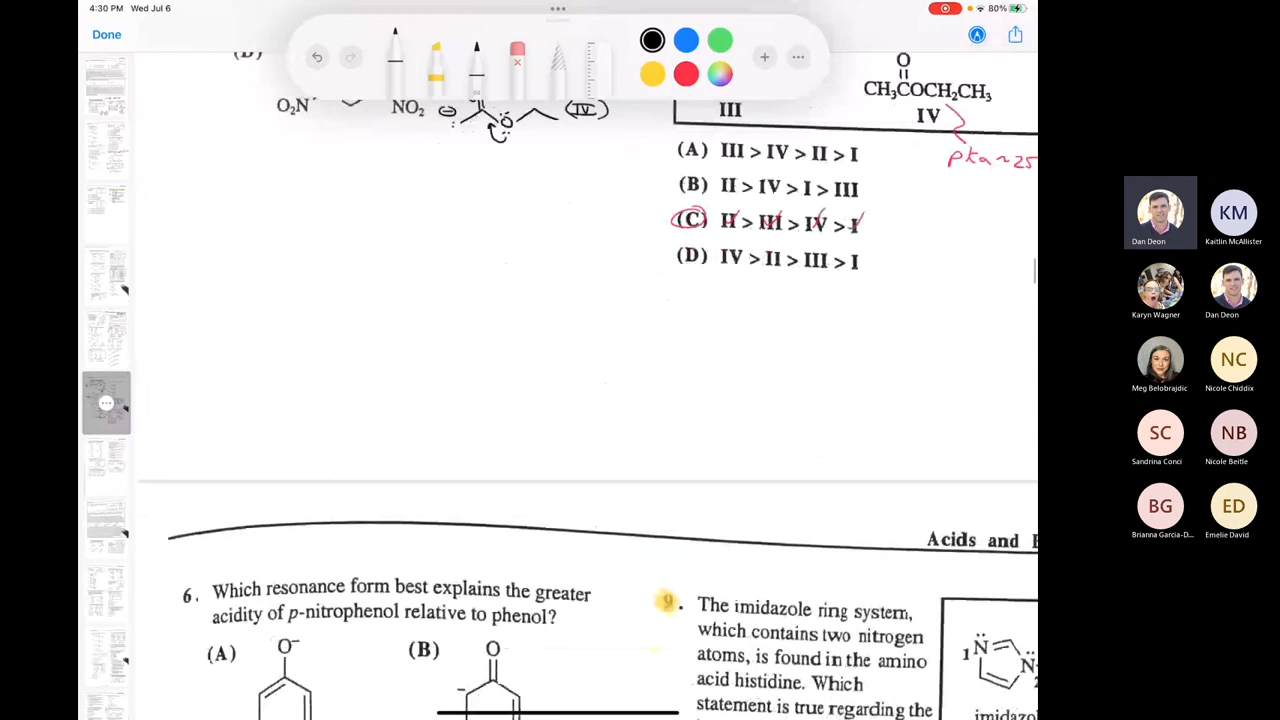 4:30 PM Wed Jul 6
80%
Done
O₂N
NO₂
(IV)
O
CH₃COCH₂CH₃
III
IV
pka ~ 25
(A) III > IV > II > I
(B) II > IV > I > III
(C) II > III > IV > I
(D) IV > II > III > I
Acids and
6. Which resonance form best explains the greater
acidity of p-nitrophenol relative to phenol?
(A)
O⁻
(B)
O
9. The imidazole ring system,
which contains two nitrogen
atoms, is found in the amino
acid histidine. Which
statement is true regarding the
1 N
N
Dan Deon
KM
Kaitlin McAllister
Karyn Wagner
Dan Deon
Meg Belobrajdic
NC
Nicole Chiddix
SC
Sandrina Conci
NB
Nicole Beitle
BG
Brianna Garcia-D...
ED
Emelie David